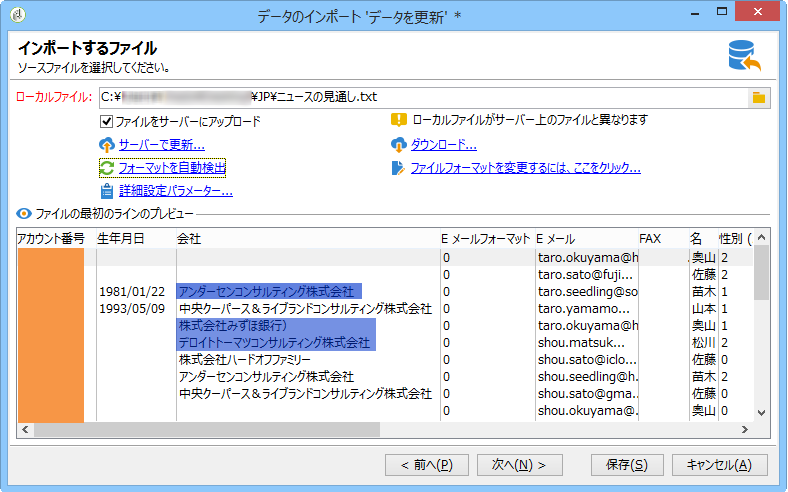 データのインポート 'データを更新' *
インポートするファイル
ソースファイルを選択してください。
ローカルファイル: C:¥ ¥JP¥ニュースの見通し.txt
ファイルをサーバーにアップロード
ローカルファイルがサーバー上のファイルと異なります
サーバーで更新... ダウンロード...
フォーマットを自動検出 ファイルフォーマットを変更するには、ここをクリック...
詳細設定パラメーター...
ファイルの最初のラインのプレビュー
アカウント番号 生年月日 会社 E メールフォーマット E メール FAX 名 性別 (
0 taro.okuyama@h 奥山 2
0 taro.sato@fuji... 佐藤 2
1981/01/22 アンダーセンコンサルティング株式会社 0 taro.seedling@so 苗木 1
1993/05/09 中央クーパース＆ライブランドコンサルティング株式会社 0 taro.yamamo... 山本 1
株式会社みずほ銀行） 0 taro.okuyama@h 奥山 1
デロイトトーマツコンサルティング株式会社 0 shou.matsuk... 松川 2
株式会社ハードオフファミリー 0 shou.sato@iclo... 佐藤 0
アンダーセンコンサルティング株式会社 0 shou.seedling@h. 苗木 2
中央クーパース＆ライブランドコンサルティング株式会社 0 shou.sato@gma... 佐藤 0
0 shou.okuyama@. 奥山 0
< 前へ(P) 次へ(N) > 保存(S) キャンセル(A)